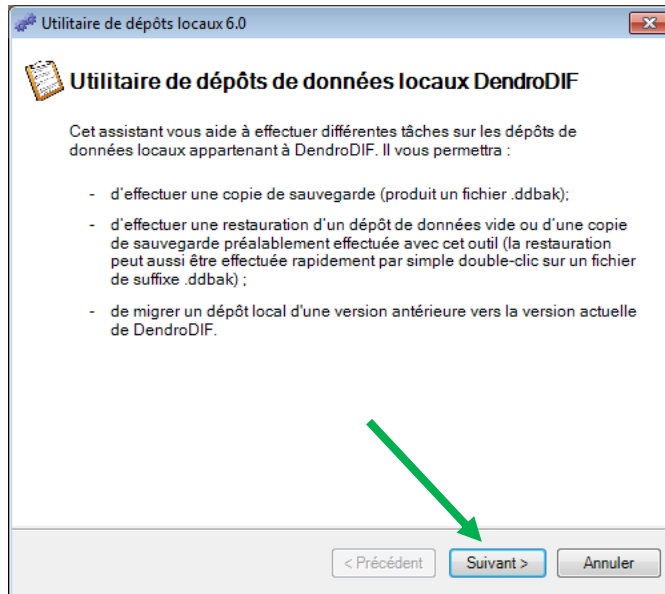 Utilitaire de dépôts locaux 6.0
Utilitaire de dépôts de données locaux DendroDIF
Cet assistant vous aide à effectuer différentes tâches sur les dépôts de
données locaux appartenant à DendroDIF. Il vous permettra :
- d'effectuer une copie de sauvegarde (produit un fichier .ddbak);
- d'effectuer une restauration d'un dépôt de données vide ou d'une copie
de sauvegarde préalablement effectuée avec cet outil (la restauration
peut aussi être effectuée rapidement par simple double-clic sur un fichier
de suffixe .ddbak) ;
- de migrer un dépôt local d'une version antérieure vers la version actuelle
de DendroDIF.
< Précédent Suivant > Annuler